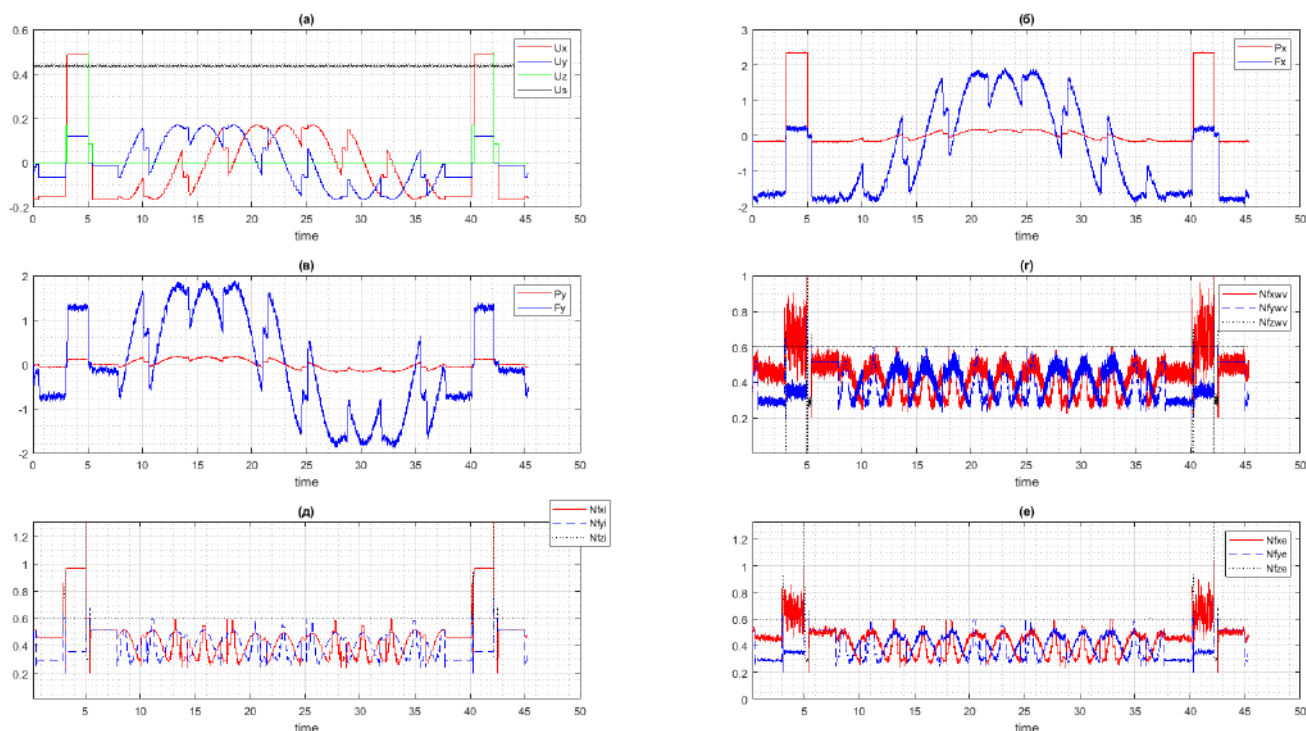 (а)
0.6
0.4
0.2
0
-0.2
Ux
Uy
Uz
Us
0 5 10 15 20 25 30 35 40 45 50
time
(б)
3
2
1
0
-1
-2
Px
Fx
0 5 10 15 20 25 30 35 40 45 50
time
(в)
2
1
0
-1
-2
Py
Fy
0 5 10 15 20 25 30 35 40 45 50
time
(г)
1
0.8
0.6
0.4
0.2
Nfxwv
Nfywv
Nfzwv
5 10 15 20 25 30 35 40 45 50
time
(д)
1.2
1
0.8
0.6
0.4
0.2
Nfxi
Nfyi
Nfzi
5 10 15 20 25 30 35 40 45 50
time
(е)
1.2
1
0.8
0.6
0.4
0.2
0
Nfxe
Nfye
Nfze
5 10 15 20 25 30 35 40 45 50
time